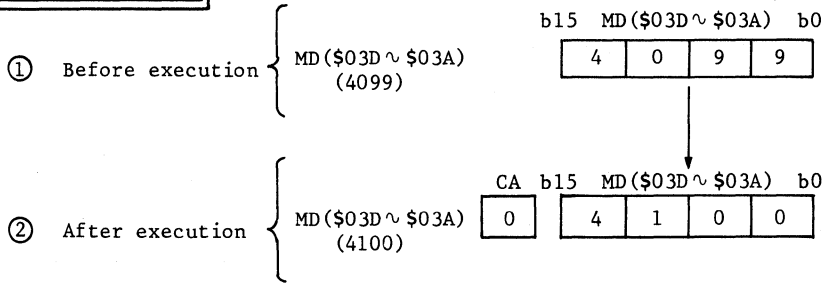 b15 MD($03D ~ $03A) b0
① Before execution { MD($03D ~ $03A) 4 0 9 9
(4099)
CA b15 MD($03D ~ $03A) b0
② After execution { MD($03D ~ $03A) 0 4 1 0 0
(4100)